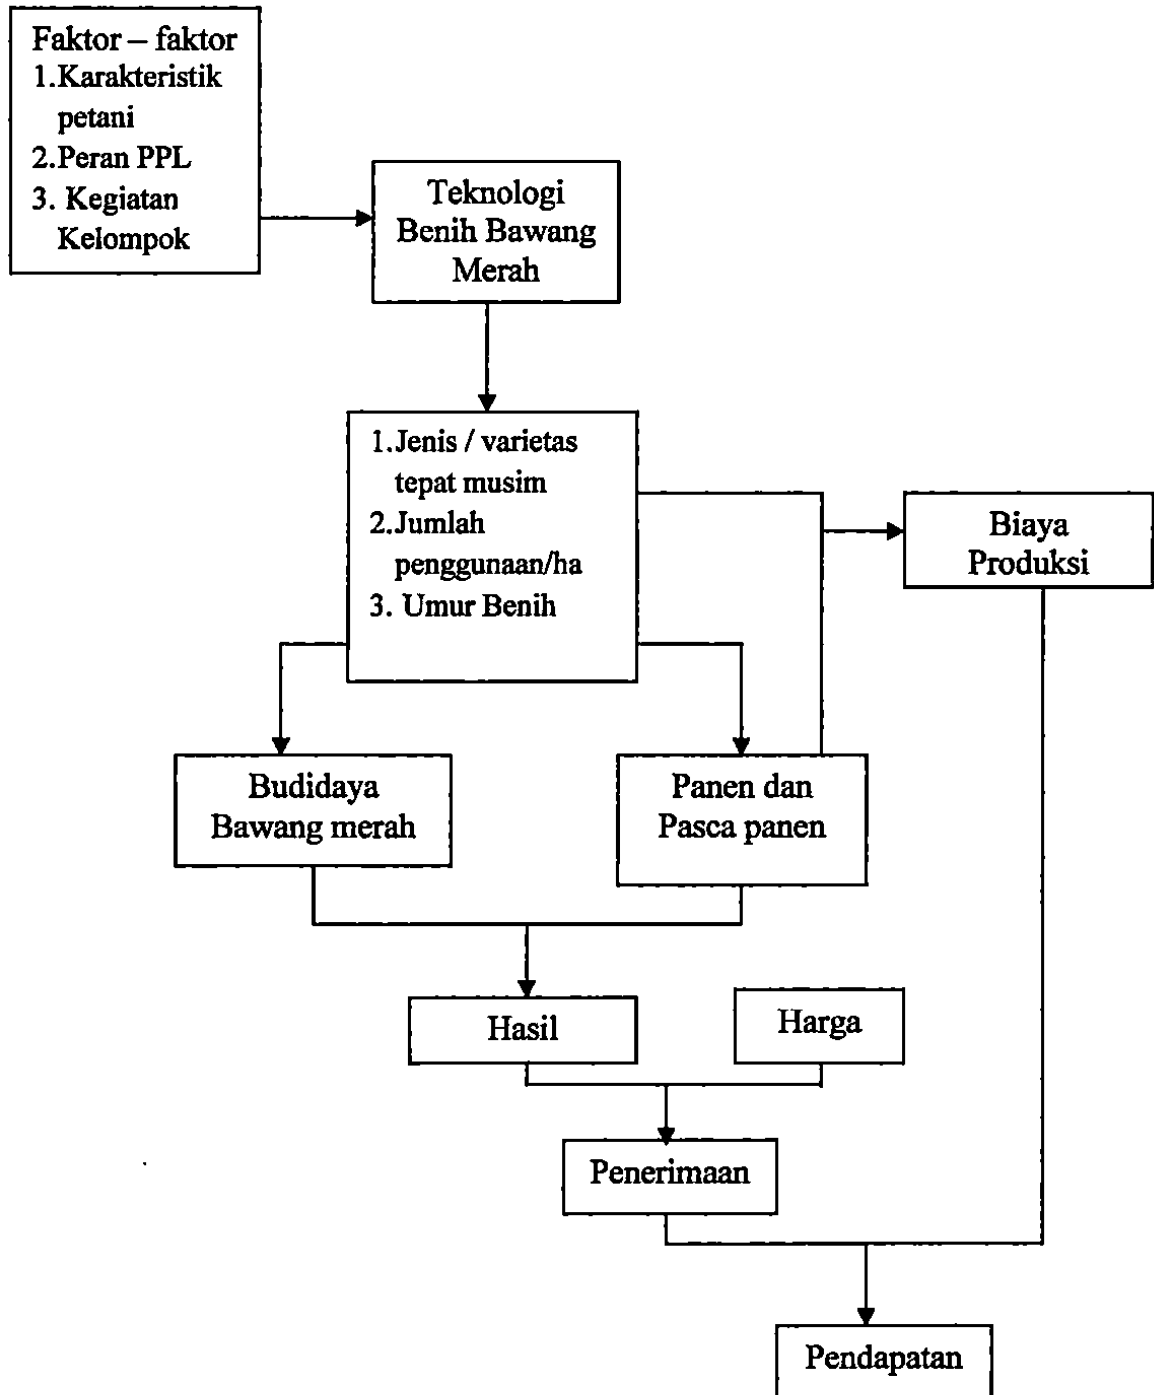 Faktor – faktor
1.Karakteristik
petani
2.Peran PPL
3. Kegiatan
Kelompok
Teknologi
Benih Bawang
Merah
1.Jenis / varietas
tepat musim
2.Jumlah
penggunaan/ha
3. Umur Benih
Biaya
Produksi
Budidaya
Bawang merah
Panen dan
Pasca panen
Hasil
Harga
Penerimaan
Pendapatan